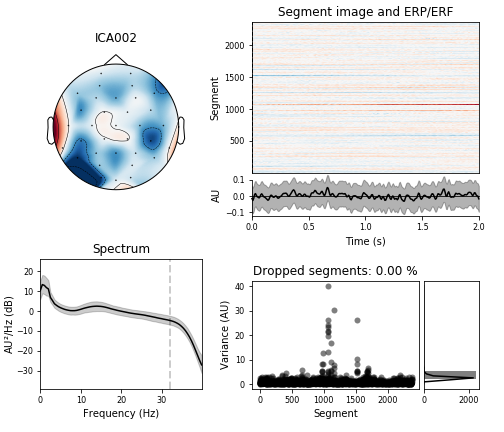 ICA002
Segment image and ERP/ERF
Segment
2000
1500
1000
500
AU
0.1
0.0
−0.1
0.0 0.5 1.0 1.5 2.0
Time (s)
Spectrum
AU²/Hz (dB)
20
10
0
−10
−20
−30
0 10 20 30
Frequency (Hz)
Dropped segments: 0.00 %
Variance (AU)
40
30
20
10
0
0 500 1000 1500 2000
Segment
0 2000